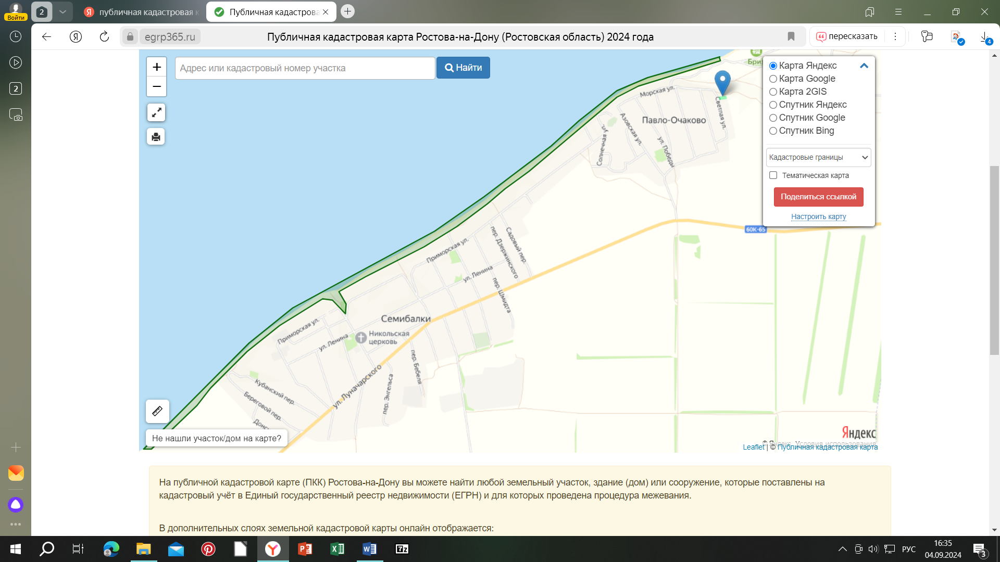 Войти
2
публичная кадастровая к
Публичная кадастрова
egrp365.ru
Публичная кадастровая карта Ростова-на-Дону (Ростовская область) 2024 года
пересказать
4
2
+
−
Адрес или кадастровый номер участка
Найти
Бриз
Карта Яндекс
Карта Google
Карта 2GIS
Спутник Яндекс
Спутник Google
Спутник Bing
Кадастровые границы
Тематическая карта
Поделиться ссылкой
Настроить карту
Морская ул.
Светлая ул.
Павло-Очаково
Азовская ул.
Солнечная ул.
ул. Победы
60К-65
Садовый пер.
пер. Дзержинского
Приморская ул.
ул. Ленина
пер. Шмидта
Семибалки
Никольская
церковь
Приморская ул.
ул. Ленина
пер. Бебеля
ул. Луначарского
пер. Энгельса
Кубанский пер.
Береговой пер.
Донс
Не нашли участок/дом на карте?
Яндекс
© Яндекс Условия использования
Leaflet | © Публичная кадастровая карта
На публичной кадастровой карте (ПКК) Ростова-на-Дону вы можете найти любой земельный участок, здание (дом) или сооружение, которые поставлены на
кадастровый учёт в Единый государственный реестр недвижимости (ЕГРН) и для которых проведена процедура межевания.
В дополнительных слоях земельной кадастровой карты онлайн отображается:
7z
РУС
16:35
04.09.2024
3